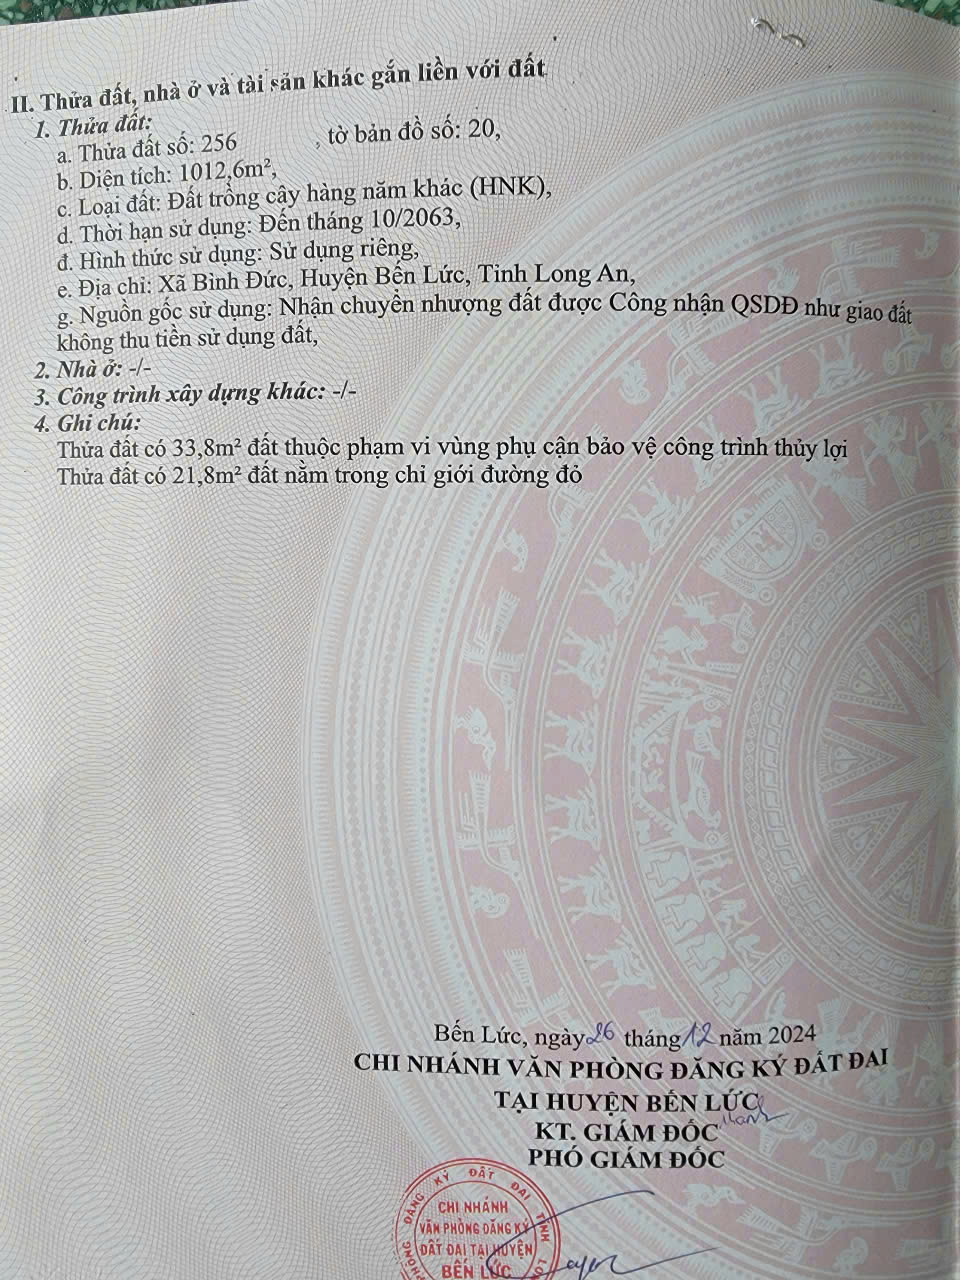 II. Thửa đất, nhà ở và tài sản khác gắn liền với đất
1. Thửa đất:
a. Thửa đất số: 256 , tờ bản đồ số: 20,
b. Diện tích: 1012,6m²,
c. Loại đất: Đất trồng cây hàng năm khác (HNK),
d. Thời hạn sử dụng: Đến tháng 10/2063,
đ. Hình thức sử dụng: Sử dụng riêng,
e. Địa chỉ: Xã Bình Đức, Huyện Bến Lức, Tỉnh Long An,
g. Nguồn gốc sử dụng: Nhận chuyển nhượng đất được Công nhận QSDĐ như giao đất
không thu tiền sử dụng đất,
2. Nhà ở: -/-
3. Công trình xây dựng khác: -/-
4. Ghi chú:
Thửa đất có 33,8m² đất thuộc phạm vi vùng phụ cận bảo vệ công trình thủy lợi
Thửa đất có 21,8m² đất nằm trong chỉ giới đường đỏ
Bến Lức, ngày 26 tháng 12 năm 2024
CHI NHÁNH VĂN PHÒNG ĐĂNG KÝ ĐẤT ĐAI
TẠI HUYỆN BẾN LỨC
KT. GIÁM ĐỐC
PHÓ GIÁM ĐỐC
PHÒNG ĐĂNG KÝ ĐẤT ĐAI TỈNH
CHI NHÁNH
VĂN PHÒNG ĐĂNG KÝ
ĐẤT ĐAI TẠI HUYỆN
BẾN LỨC